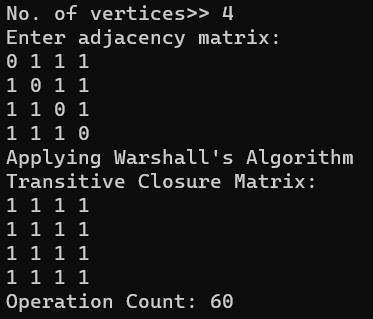 No. of vertices>> 4
Enter adjacency matrix:
0 1 1 1
1 0 1 1
1 1 0 1
1 1 1 0
Applying Warshall's Algorithm
Transitive Closure Matrix:
1 1 1 1
1 1 1 1
1 1 1 1
1 1 1 1
Operation Count: 60